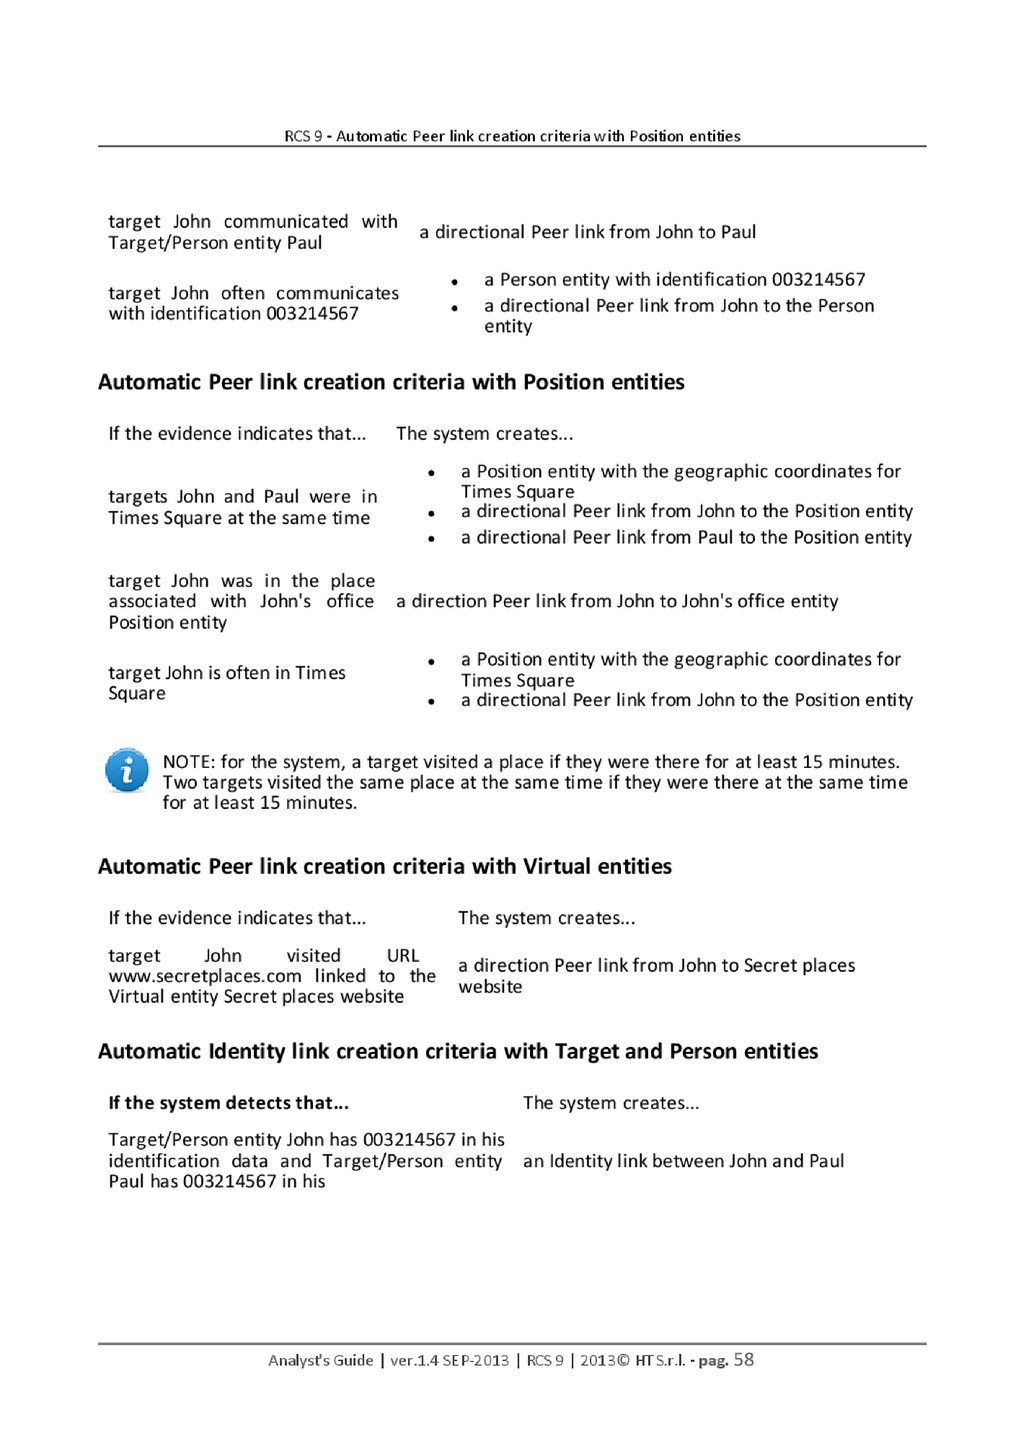 RCS 9 - Automatic Peer link creation criteria with Position entities
target John communicated with
Target/Person entity Paul
a directional Peer link from John to Paul
target John often communicates
with identification 003214567
• a Person entity with identification 003214567
• a directional Peer link from John to the Person
entity
Automatic Peer link creation criteria with Position entities
If the evidence indicates that...
The system creates...
targets John and Paul were in
Times Square at the same time
• a Position entity with the geographic coordinates for
Times Square
• a directional Peer link from John to the Position entity
• a directional Peer link from Paul to the Position entity
target John was in the place
associated with John's office
Position entity
a direction Peer link from John to John's office entity
target John is often in Times
Square
• a Position entity with the geographic coordinates for
Times Square
• a directional Peer link from John to the Position entity
NOTE: for the system, a target visited a place if they were there for at least 15 minutes.
Two targets visited the same place at the same time if they were there at the same time
for at least 15 minutes.
Automatic Peer link creation criteria with Virtual entities
If the evidence indicates that...
The system creates...
target John visited URL
www.secretplaces.com linked to the
Virtual entity Secret places website
a direction Peer link from John to Secret places
website
Automatic Identity link creation criteria with Target and Person entities
If the system detects that...
The system creates...
Target/Person entity John has 003214567 in his
identification data and Target/Person entity
Paul has 003214567 in his
an Identity link between John and Paul
Analyst's Guide | ver.1.4 SEP-2013 | RCS 9 | 2013© HT S.r.l. - pag. 58